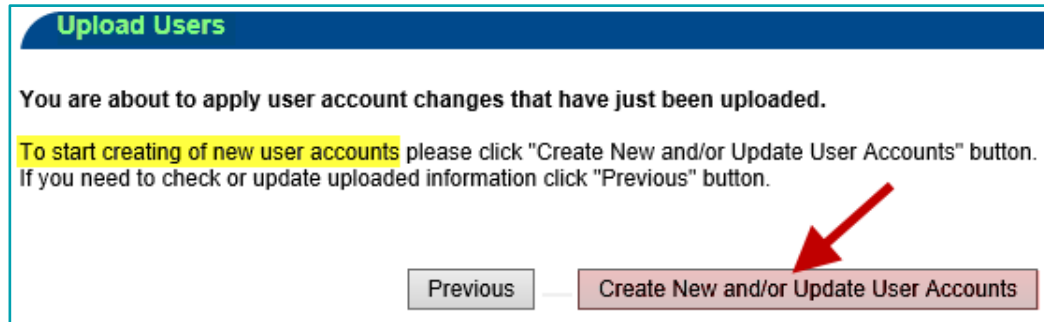 Upload Users
You are about to apply user account changes that have just been uploaded.
To start creating of new user accounts please click "Create New and/or Update User Accounts" button.
If you need to check or update uploaded information click "Previous" button.
Previous Create New and/or Update User Accounts